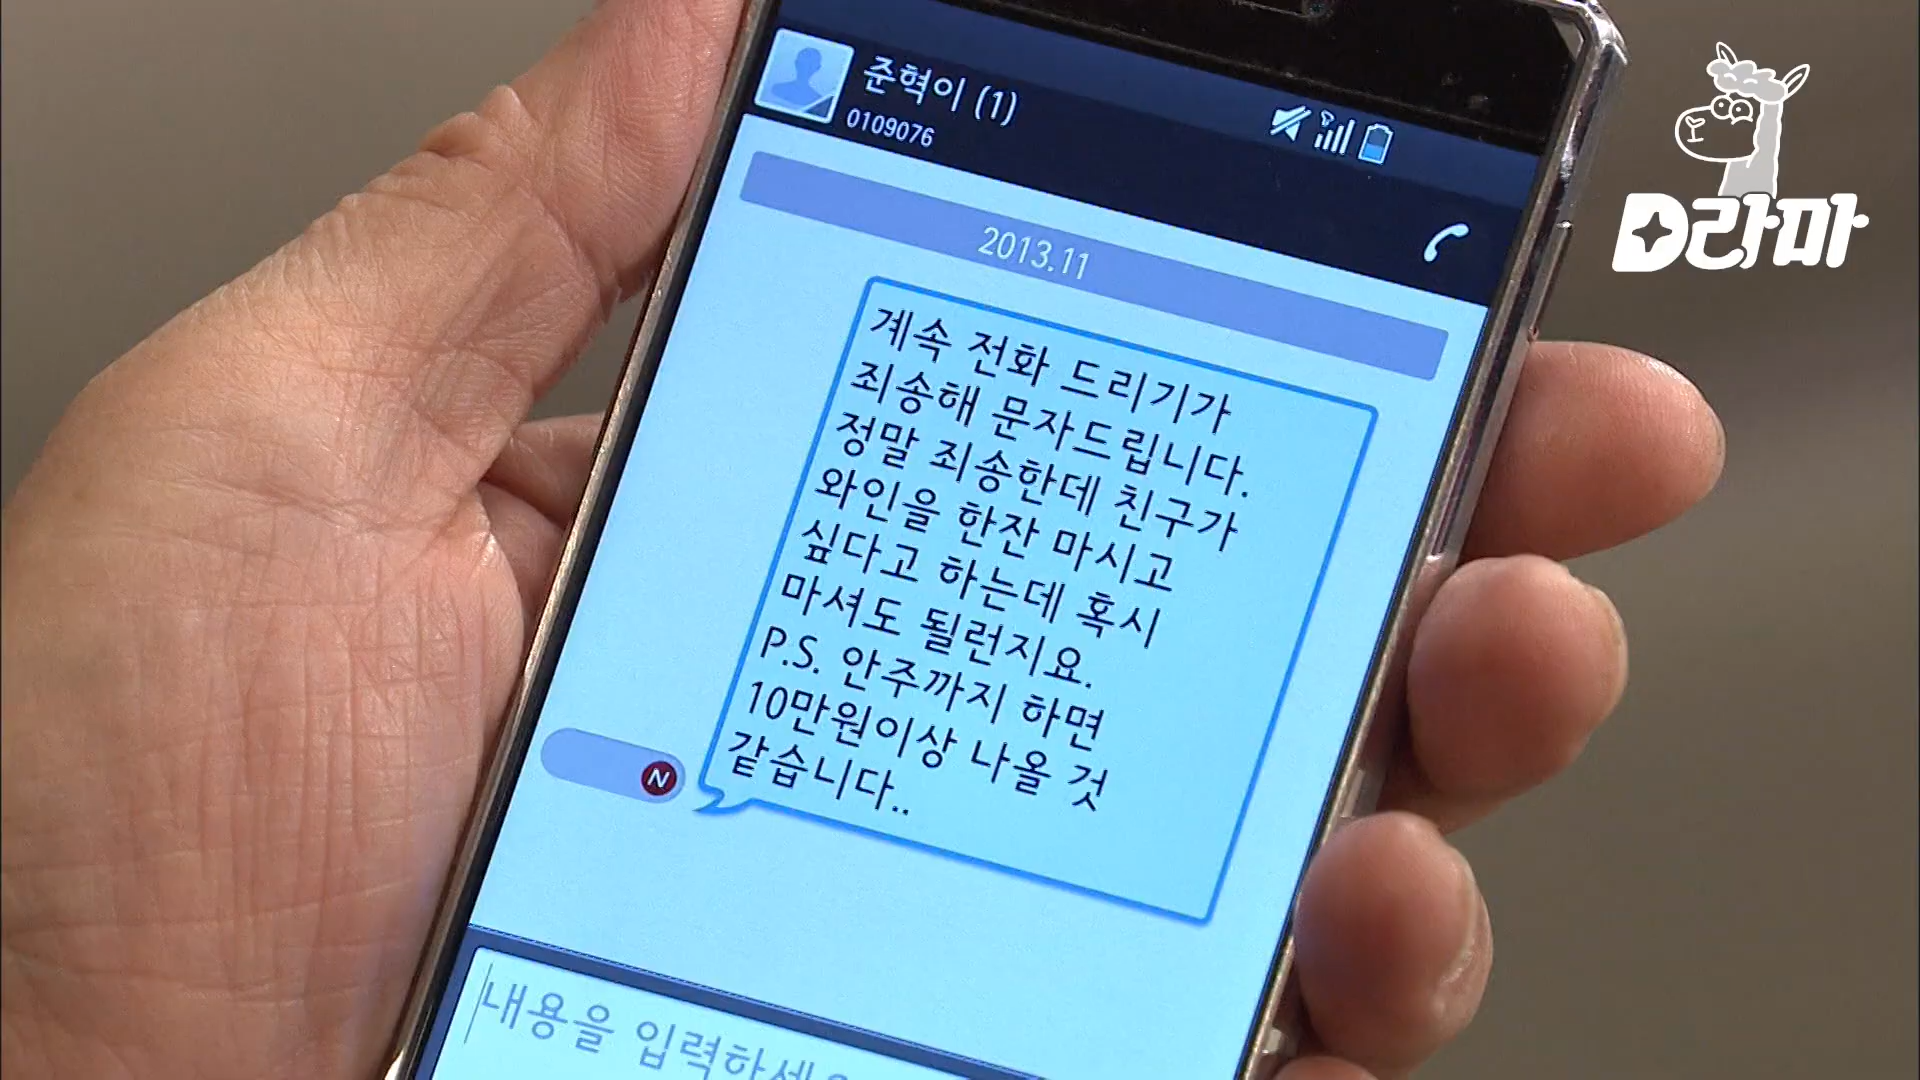 준혁이 (1)
0109076
2013.11
계속 전화 드리기가
죄송해 문자드립니다.
정말 죄송한데 친구가
와인을 한잔 마시고
싶다고 하는데 혹시
마셔도 될런지요.
P.S. 안주까지 하면
10만원이상 나올 것
같습니다..
N
내용을 입력하세요
D라마